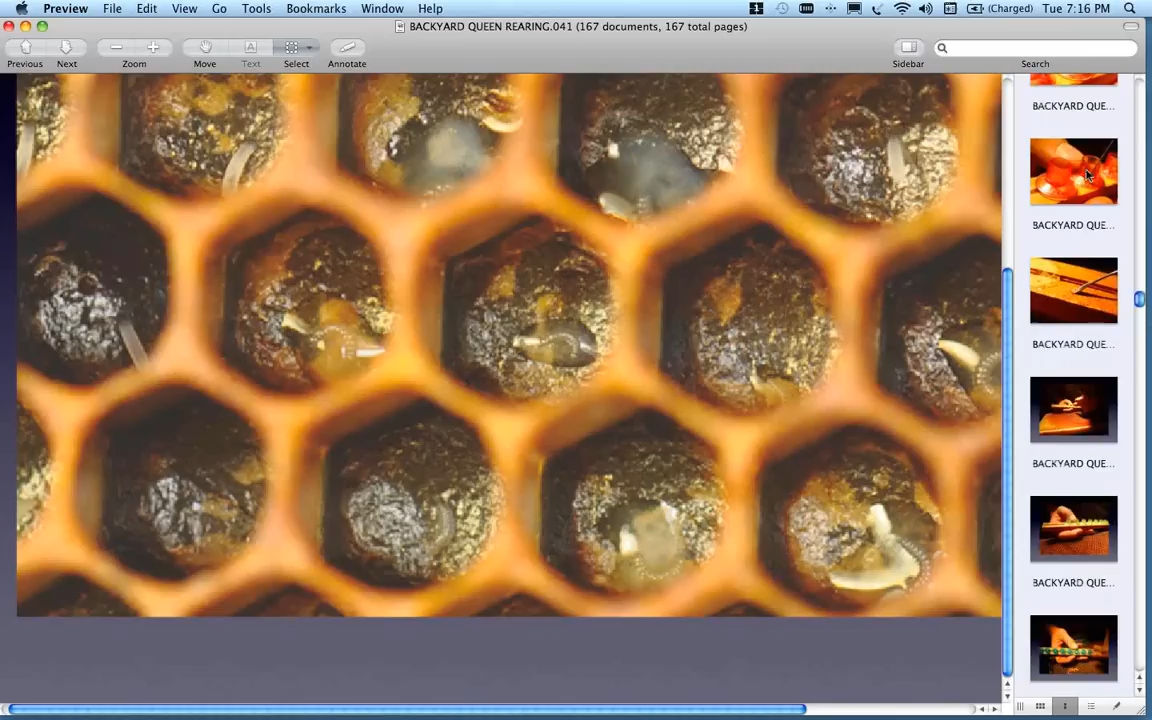 Preview File Edit View Go Tools Bookmarks Window Help 1 (Charged) Tue 7:16 PM
BACKYARD QUEEN REARING.041 (167 documents, 167 total pages)
Previous Next Zoom Move Text Select Annotate Sidebar Search
BACKYARD QUE...
BACKYARD QUE...
BACKYARD QUE...
BACKYARD QUE...
BACKYARD QUE...